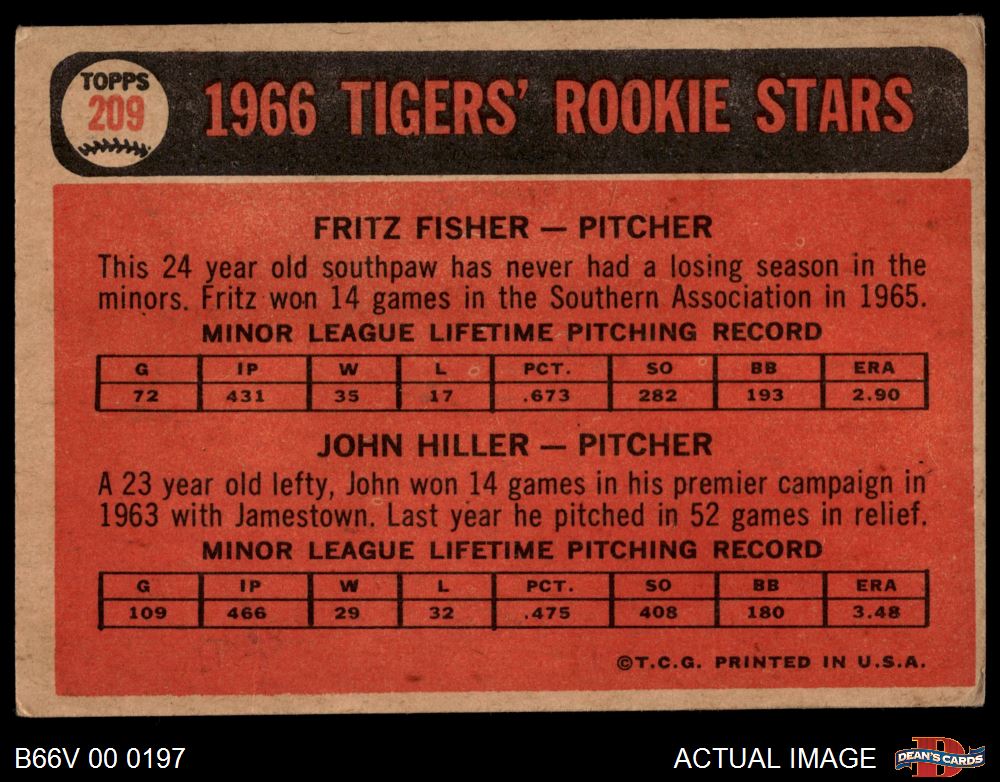 TOPPS
209
1966 TIGERS' ROOKIE STARS
FRITZ FISHER — PITCHER
This 24 year old southpaw has never had a losing season in the
minors. Fritz won 14 games in the Southern Association in 1965.
MINOR LEAGUE LIFETIME PITCHING RECORD
G IP W L PCT. SO BB ERA
72 431 35 17 .673 282 193 2.90
JOHN HILLER — PITCHER
A 23 year old lefty, John won 14 games in his premier campaign in
1963 with Jamestown. Last year he pitched in 52 games in relief.
MINOR LEAGUE LIFETIME PITCHING RECORD
G IP W L PCT. SO BB ERA
109 466 29 32 .475 408 180 3.48
©T.C.G. PRINTED IN U.S.A.
B66V 00 0197 ACTUAL IMAGE D DEAN'S CARDS